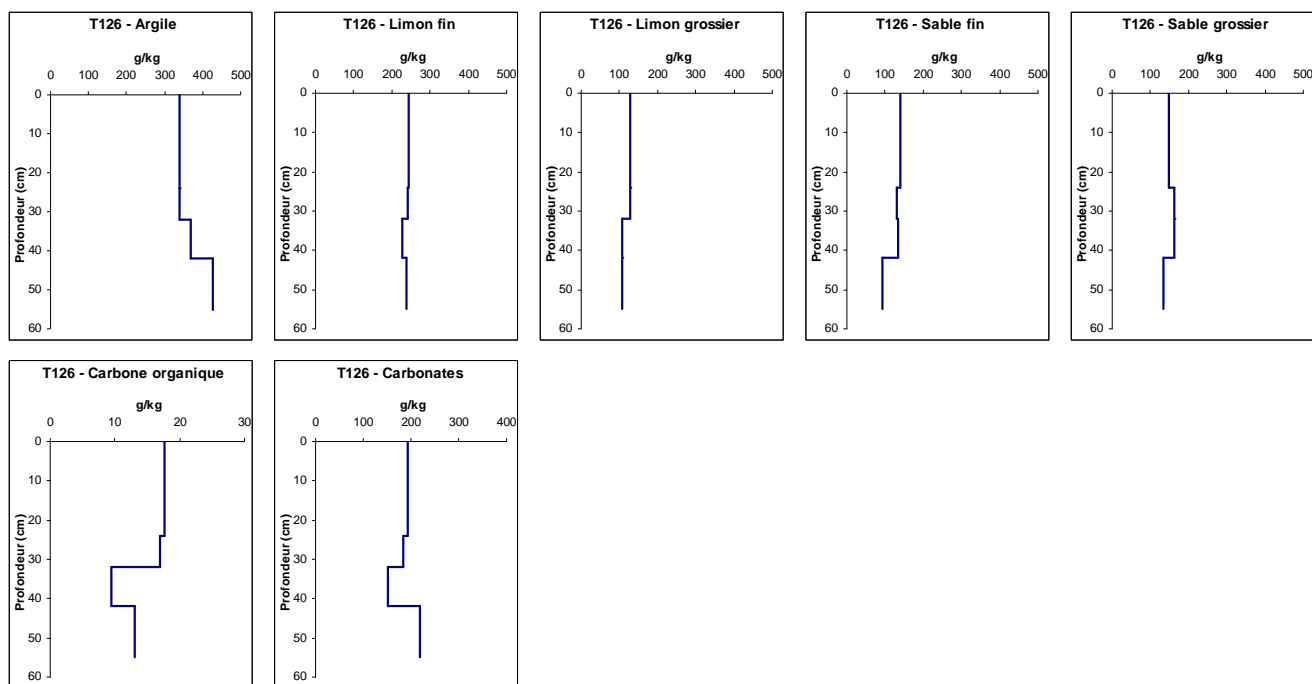 T126 - Argile
g/kg
0 100 200 300 400 500
Profondeur (cm)
0
10
20
30
40
50
60
T126 - Limon fin
g/kg
0 100 200 300 400 500
Profondeur (cm)
0
10
20
30
40
50
60
T126 - Limon grossier
g/kg
0 100 200 300 400 500
Profondeur (cm)
0
10
20
30
40
50
60
T126 - Sable fin
g/kg
0 100 200 300 400 500
Profondeur (cm)
0
10
20
30
40
50
60
T126 - Sable grossier
g/kg
0 100 200 300 400 500
Profondeur (cm)
0
10
20
30
40
50
60
T126 - Carbone organique
g/kg
0 10 20 30
Profondeur (cm)
0
10
20
30
40
50
60
T126 - Carbonates
g/kg
0 100 200 300 400
Profondeur (cm)
0
10
20
30
40
50
60